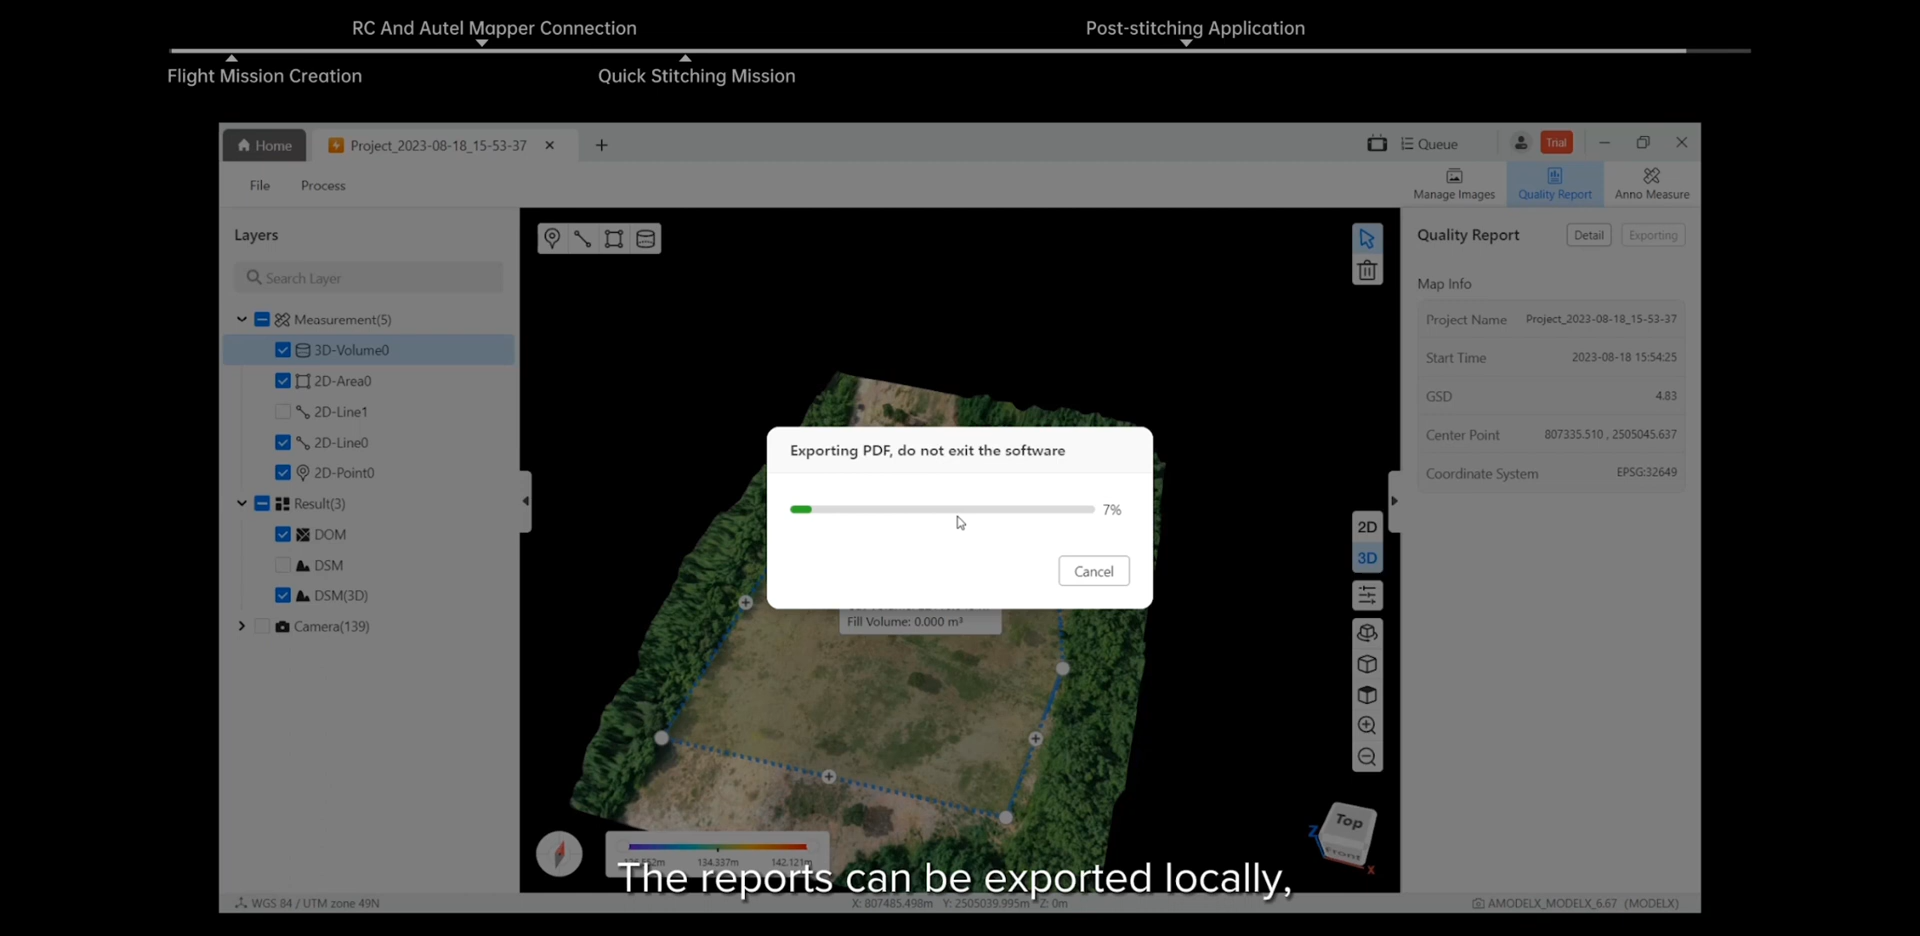 RC And Autel Mapper Connection
Post-stitching Application
Flight Mission Creation
Quick Stitching Mission
Home
Project_2023-08-18_15-53-37
Queue
Trial
File
Process
Manage Images
Quality Report
Anno Measure
Layers
Search Layer
Measurement(5)
3D-Volume0
2D-Area0
2D-Line1
2D-Line0
2D-Point0
Result(3)
DOM
DSM
DSM(3D)
Camera(139)
Exporting PDF, do not exit the software
7%
Cancel
Fill Volume: 0.000 m³
2D
3D
Top
Front
Z
X
134.337m
142.121m
Quality Report
Detail
Exporting
Map Info
Project Name Project_2023-08-18_15-53-37
Start Time 2023-08-18 15:54:25
GSD 4.83
Center Point 807335.510 , 2505045.637
Coordinate System EPSG:32649
The reports can be exported locally,
WGS 84 / UTM zone 49N
X: 807485.498m Y: 2505039.995m Z: 0m
AMODELX_MODELX_6.67 (MODELX)